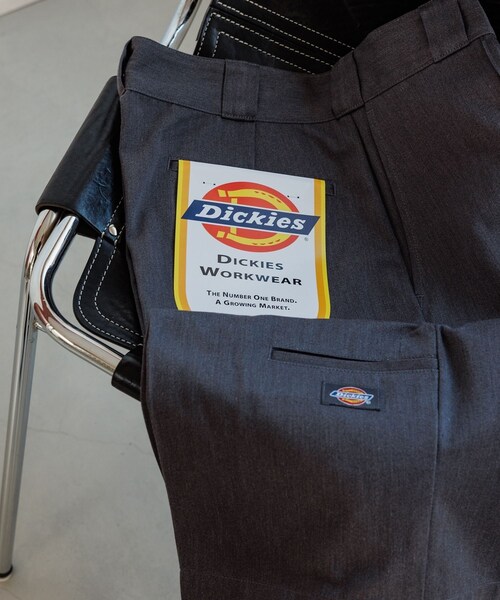 Dickies
®
DICKIES
WORKWEAR
THE NUMBER ONE BRAND.
A GROWING MARKET.
Dickies
®